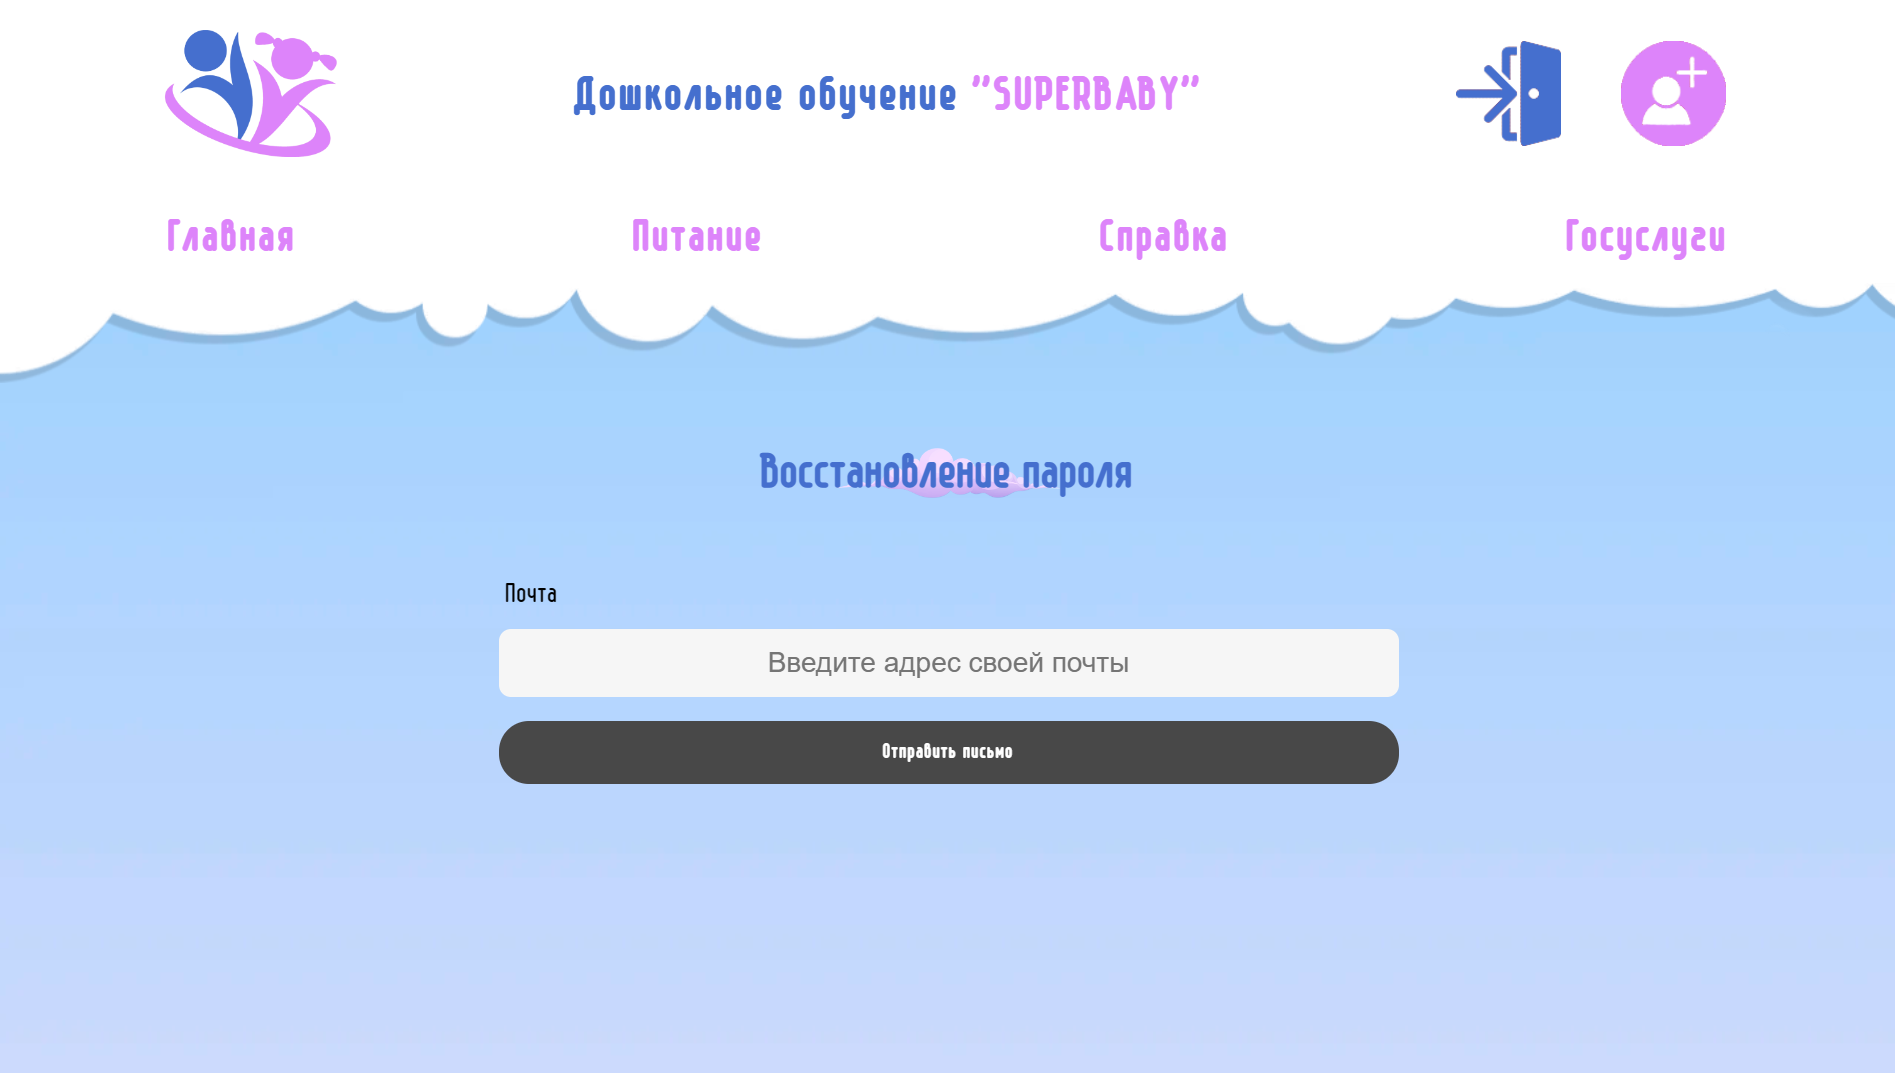 Дошкольное обучение "SUPERBABY"
Главная Питание Справка Госуслуги
Восстановление пароля
Почта
Введите адрес своей почты
Отправить письмо